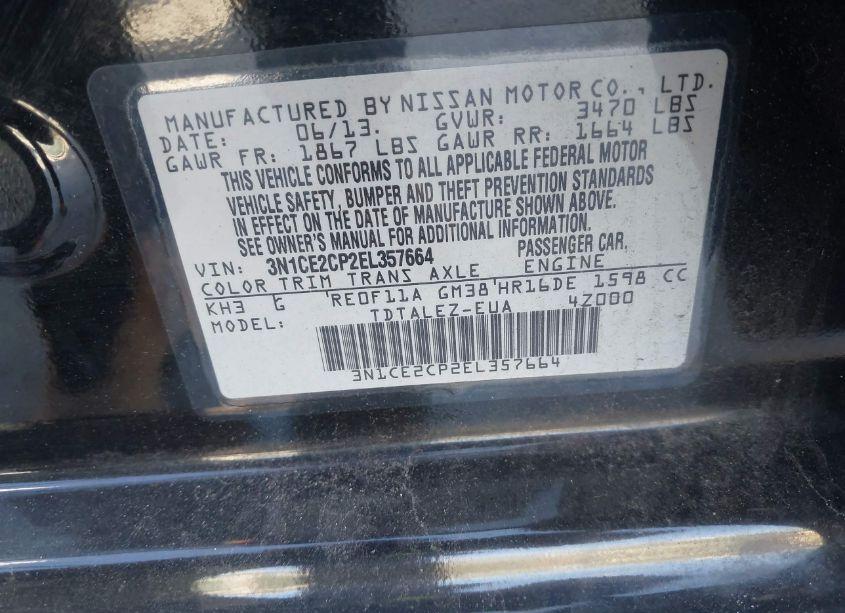 MANUFACTURED BY NISSAN MOTOR CO., LTD.
DATE: 06/13. GVWR: 3470 LBS
GAWR FR: 1867 LBS GAWR RR: 1664 LBS
THIS VEHICLE CONFORMS TO ALL APPLICABLE FEDERAL MOTOR
VEHICLE SAFETY, BUMPER AND THEFT PREVENTION STANDARDS
IN EFFECT ON THE DATE OF MANUFACTURE SHOWN ABOVE.
SEE OWNER'S MANUAL FOR ADDITIONAL INFORMATION.
VIN: 3N1CE2CP2EL357664 PASSENGER CAR,
COLOR TRIM TRANS AXLE ENGINE
KH3 G RE0F11A GM38 HR16DE 1598 CC
MODEL: TDTALEZ-EUA 4Z000
3N1CE2CP2EL357664